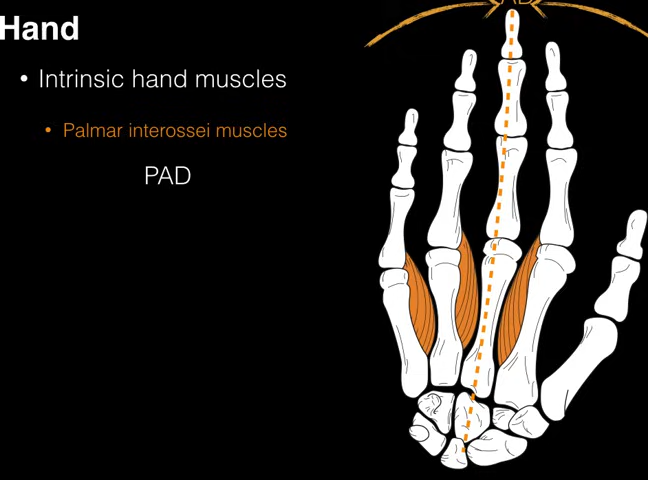 Hand
• Intrinsic hand muscles
• Palmar interossei muscles
PAD